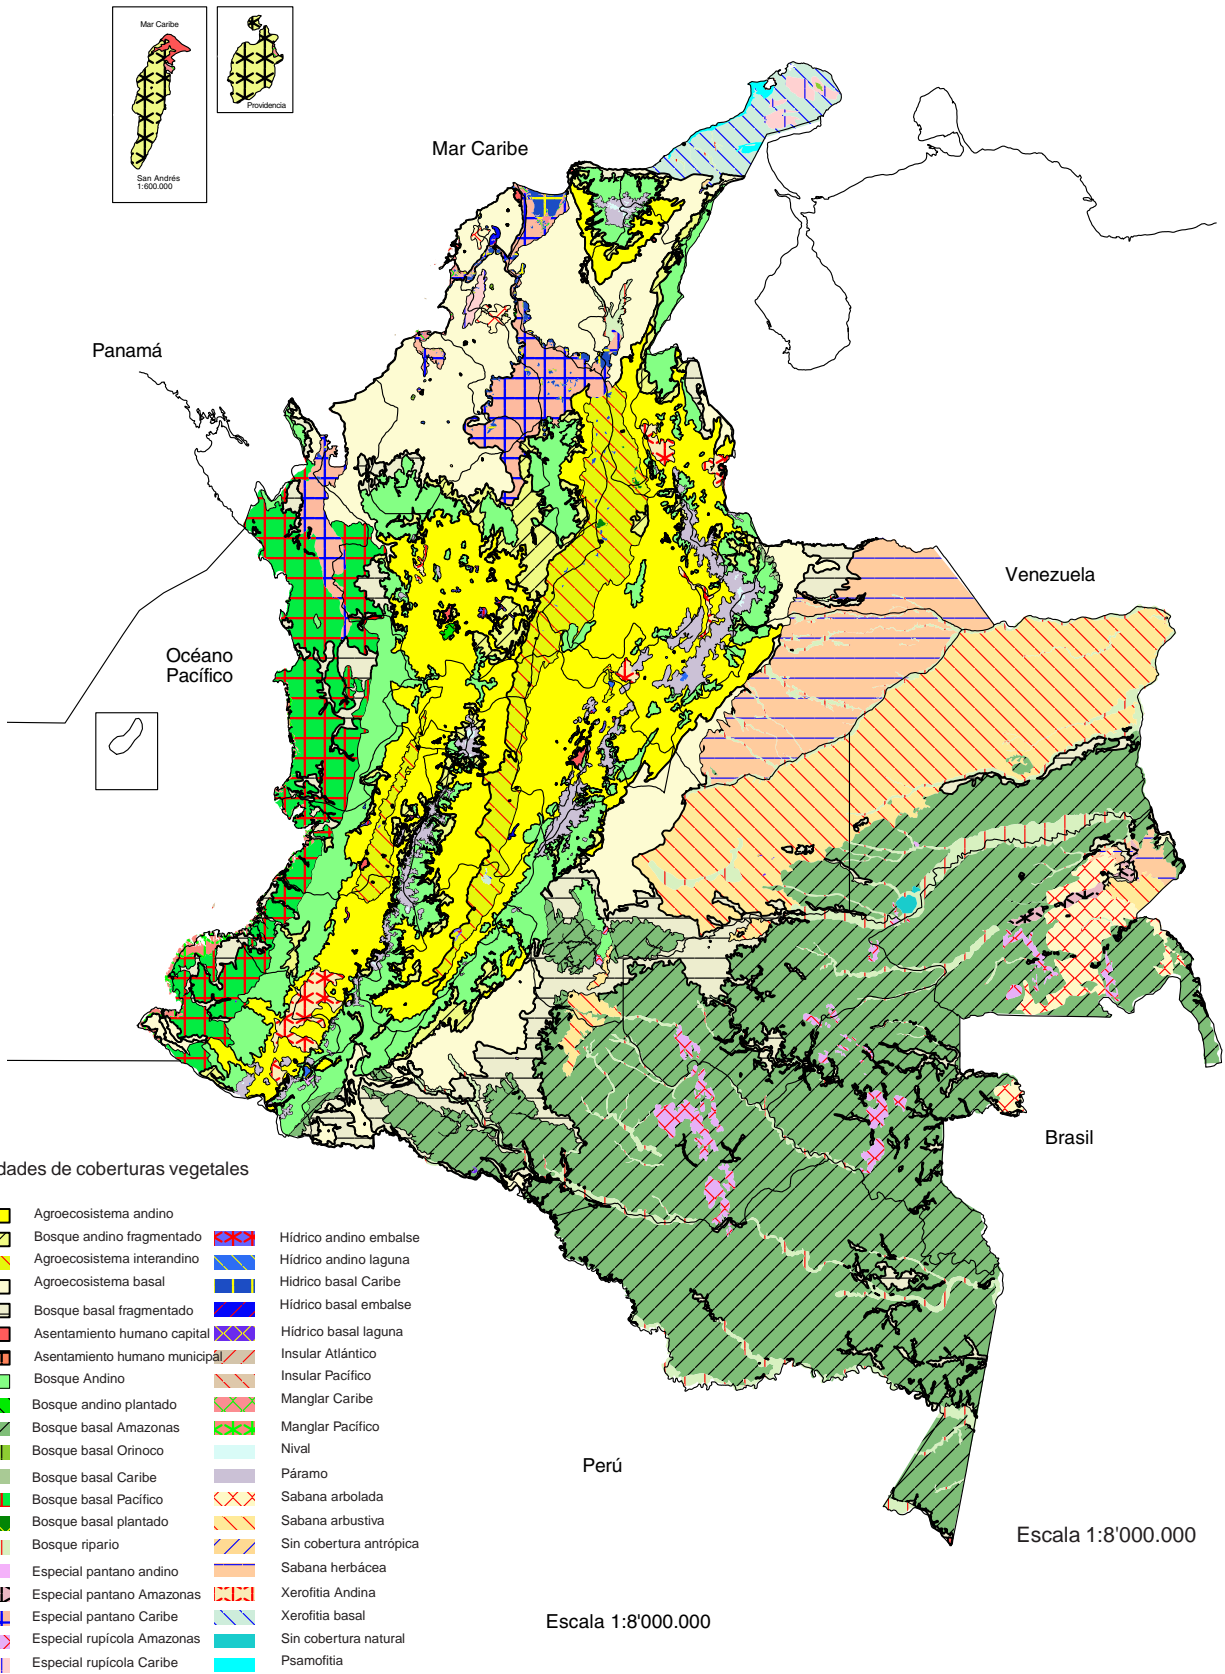 Mar Caribe
San Andrés
1:600.000
Providencia
Mar Caribe
Panamá
Venezuela
Océano
Pacífico
Brasil
Perú
dades de coberturas vegetales
Agroecosistema andino
Bosque andino fragmentado
Agroecosistema interandino
Agroecosistema basal
Bosque basal fragmentado
Asentamiento humano capital
Asentamiento humano municipal
Bosque Andino
Bosque andino plantado
Bosque basal Amazonas
Bosque basal Orinoco
Bosque basal Caribe
Bosque basal Pacífico
Bosque basal plantado
Bosque ripario
Especial pantano andino
Especial pantano Amazonas
Especial pantano Caribe
Especial rupícola Amazonas
Especial rupícola Caribe
Hídrico andino embalse
Hídrico andino laguna
Hidrico basal Caribe
Hídrico basal embalse
Hídrico basal laguna
Insular Atlántico
Insular Pacífico
Manglar Caribe
Manglar Pacífico
Nival
Páramo
Sabana arbolada
Sabana arbustiva
Sin cobertura antrópica
Sabana herbácea
Xerofitia Andina
Xerofitia basal
Sin cobertura natural
Psamofitia
Escala 1:8'000.000
Escala 1:8'000.000